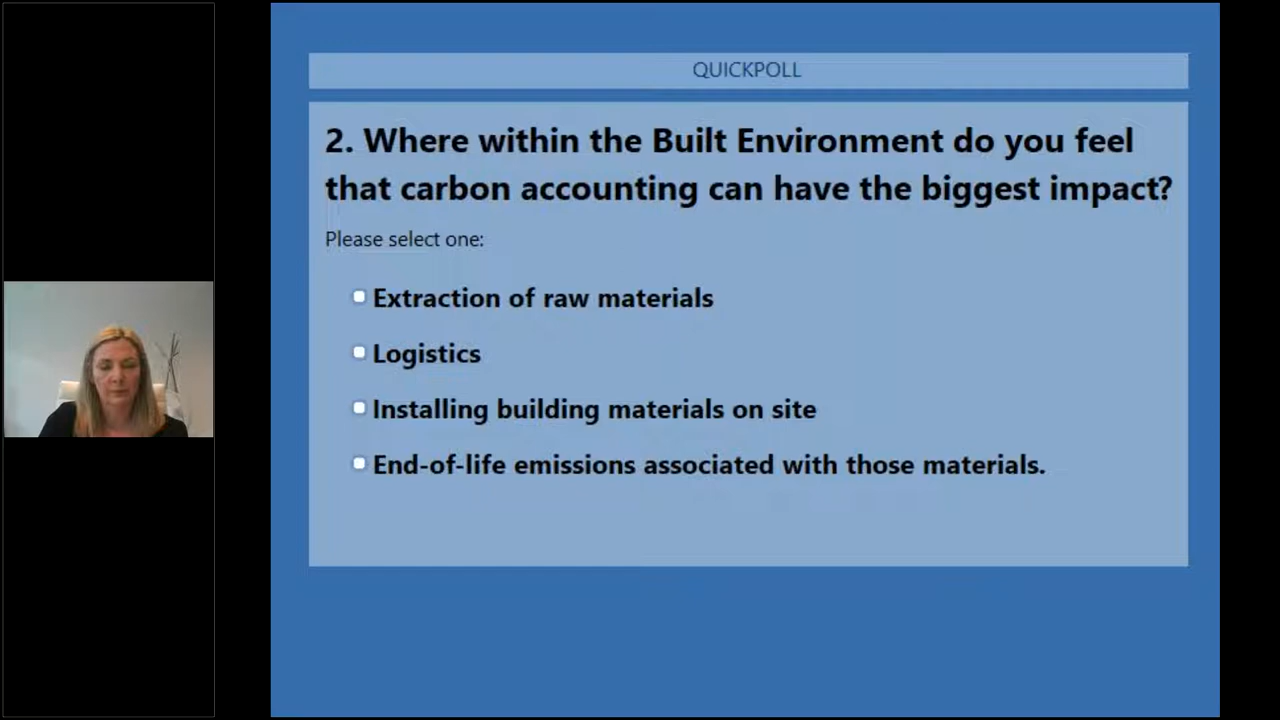 QUICKPOLL
2. Where within the Built Environment do you feel
that carbon accounting can have the biggest impact?
Please select one:
Extraction of raw materials
Logistics
Installing building materials on site
End-of-life emissions associated with those materials.